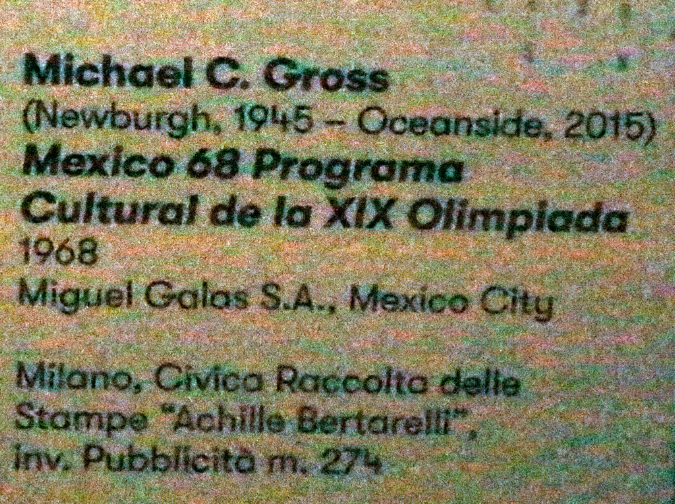 Michael C. Gross
(Newburgh, 1945 – Oceanside, 2015)
Mexico 68 Programa
Cultural de la XIX Olimpiada
1968
Miguel Galas S.A., Mexico City
Milano, Civica Raccolta delle
Stampe "Achille Bertarelli",
inv. Pubblicità m. 274